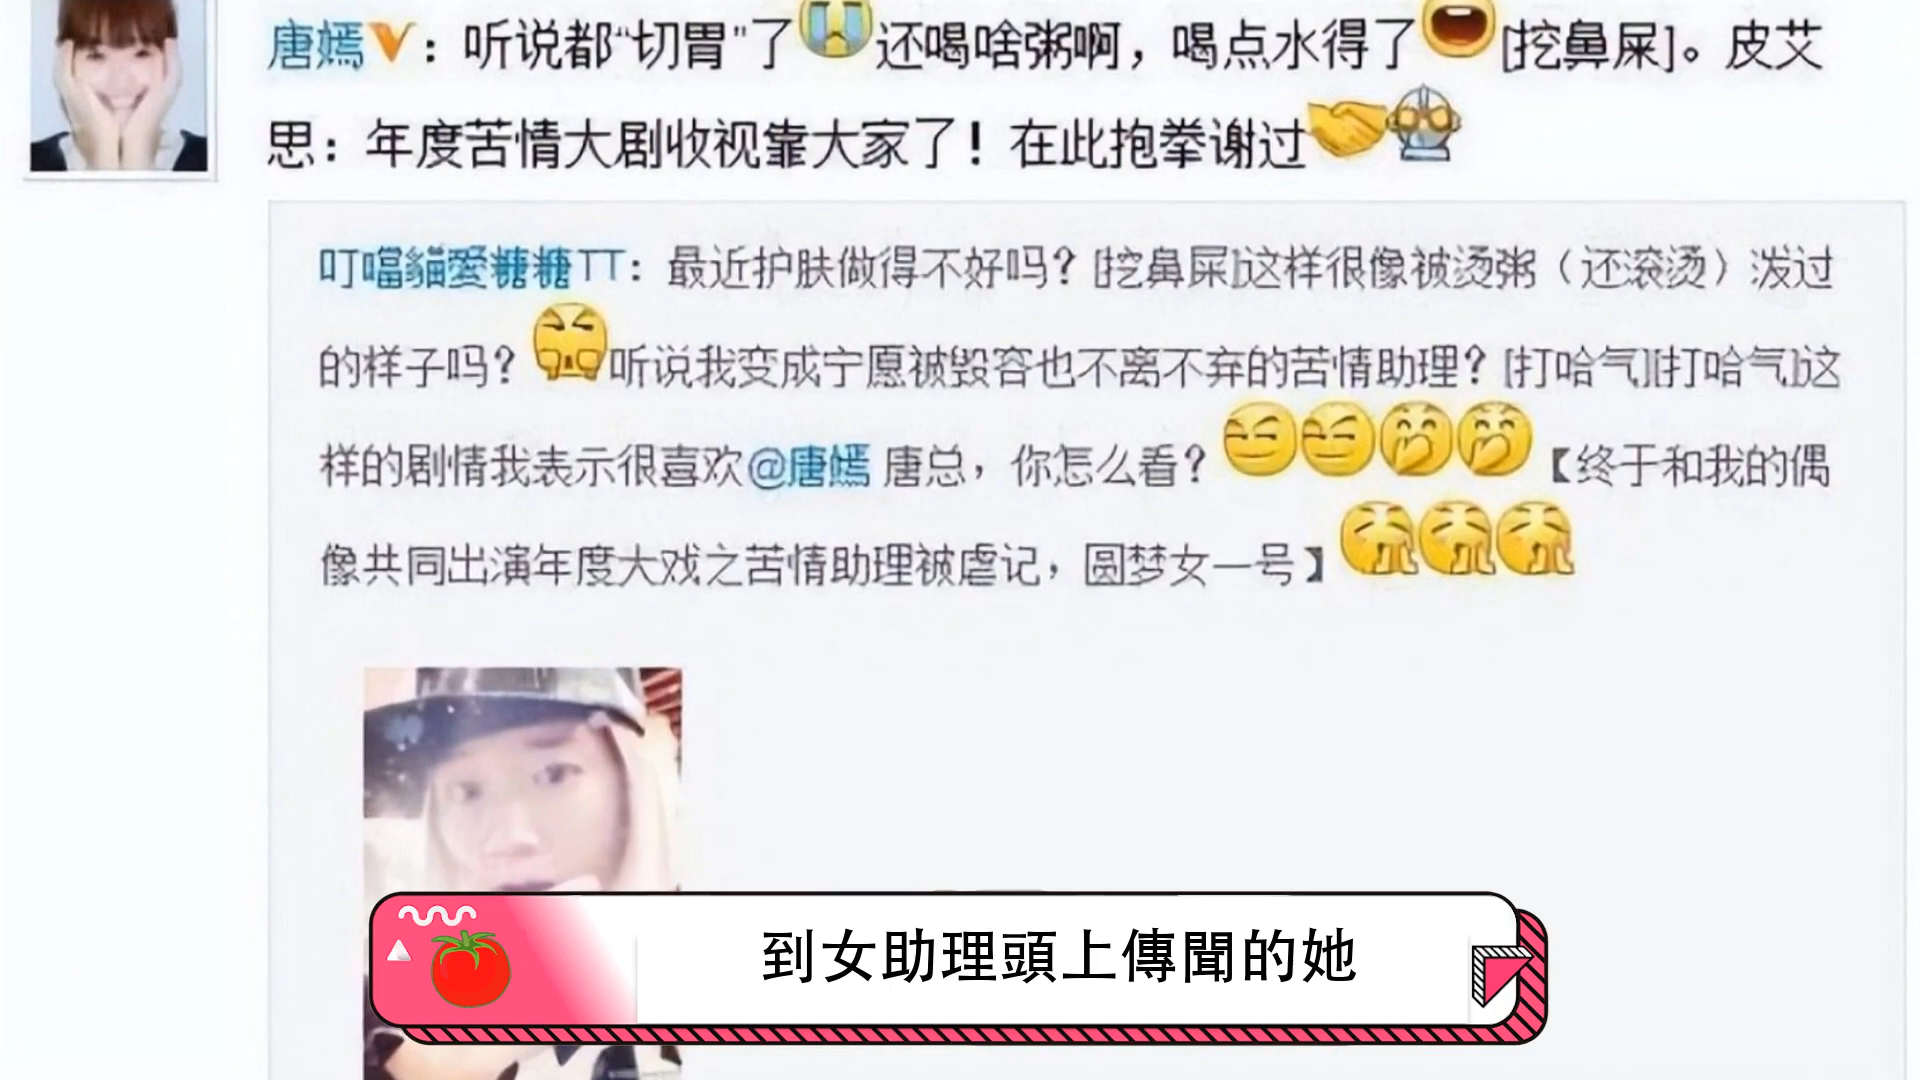 唐嫣V：听说都“切胃”了还喝啥粥啊，喝点水得了[挖鼻屎]。皮艾
思：年度苦情大剧收视靠大家了！在此抱拳谢过
叮噹貓愛糖糖TT：最近护肤做得不好吗？[挖鼻屎]这样很像被烫粥（还滚烫）泼过
的样子吗？听说我变成宁愿被毁容也不离不弃的苦情助理？[打哈气][打哈气]这
样的剧情我表示很喜欢@唐嫣 唐总，你怎么看？【终于和我的偶
像共同出演年度大戏之苦情助理被虐记，圆梦女一号】
到女助理頭上傳聞的她